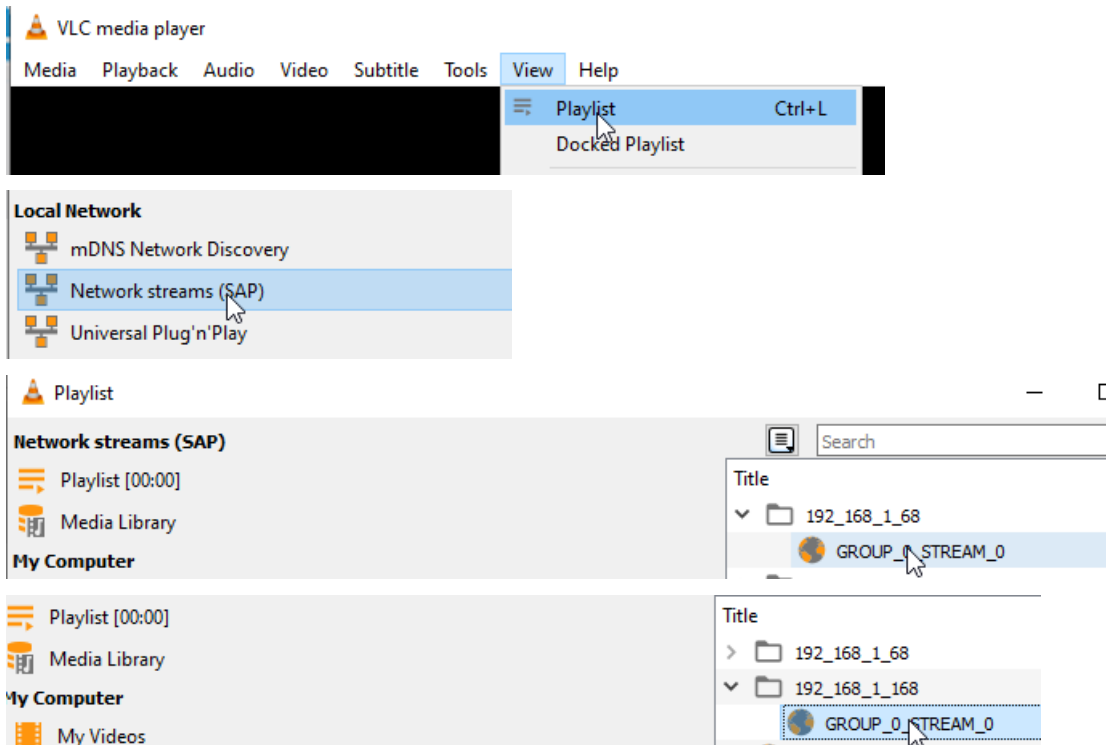 VLC media player
Media Playback Audio Video Subtitle Tools View Help
Playlist Ctrl+L
Docked Playlist
Local Network
mDNS Network Discovery
Network streams (SAP)
Universal Plug'n'Play
Playlist
Network streams (SAP)
Search
Playlist [00:00]
Title
Media Library
192_168_1_68
My Computer
GROUP_0_STREAM_0
Playlist [00:00]
Title
Media Library
192_168_1_68
My Computer
192_168_1_168
My Videos
GROUP_0_STREAM_0